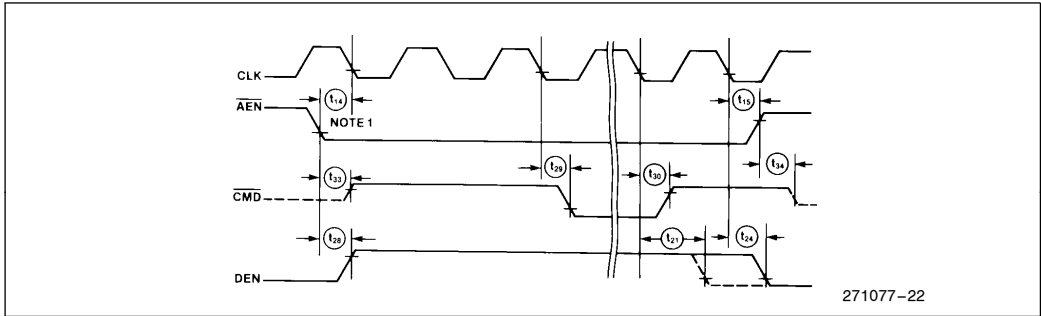 CLK
t14
t15
AEN
NOTE 1
t34
t33
t29
t30
CMD
t28
t21
t24
DEN
271077–22